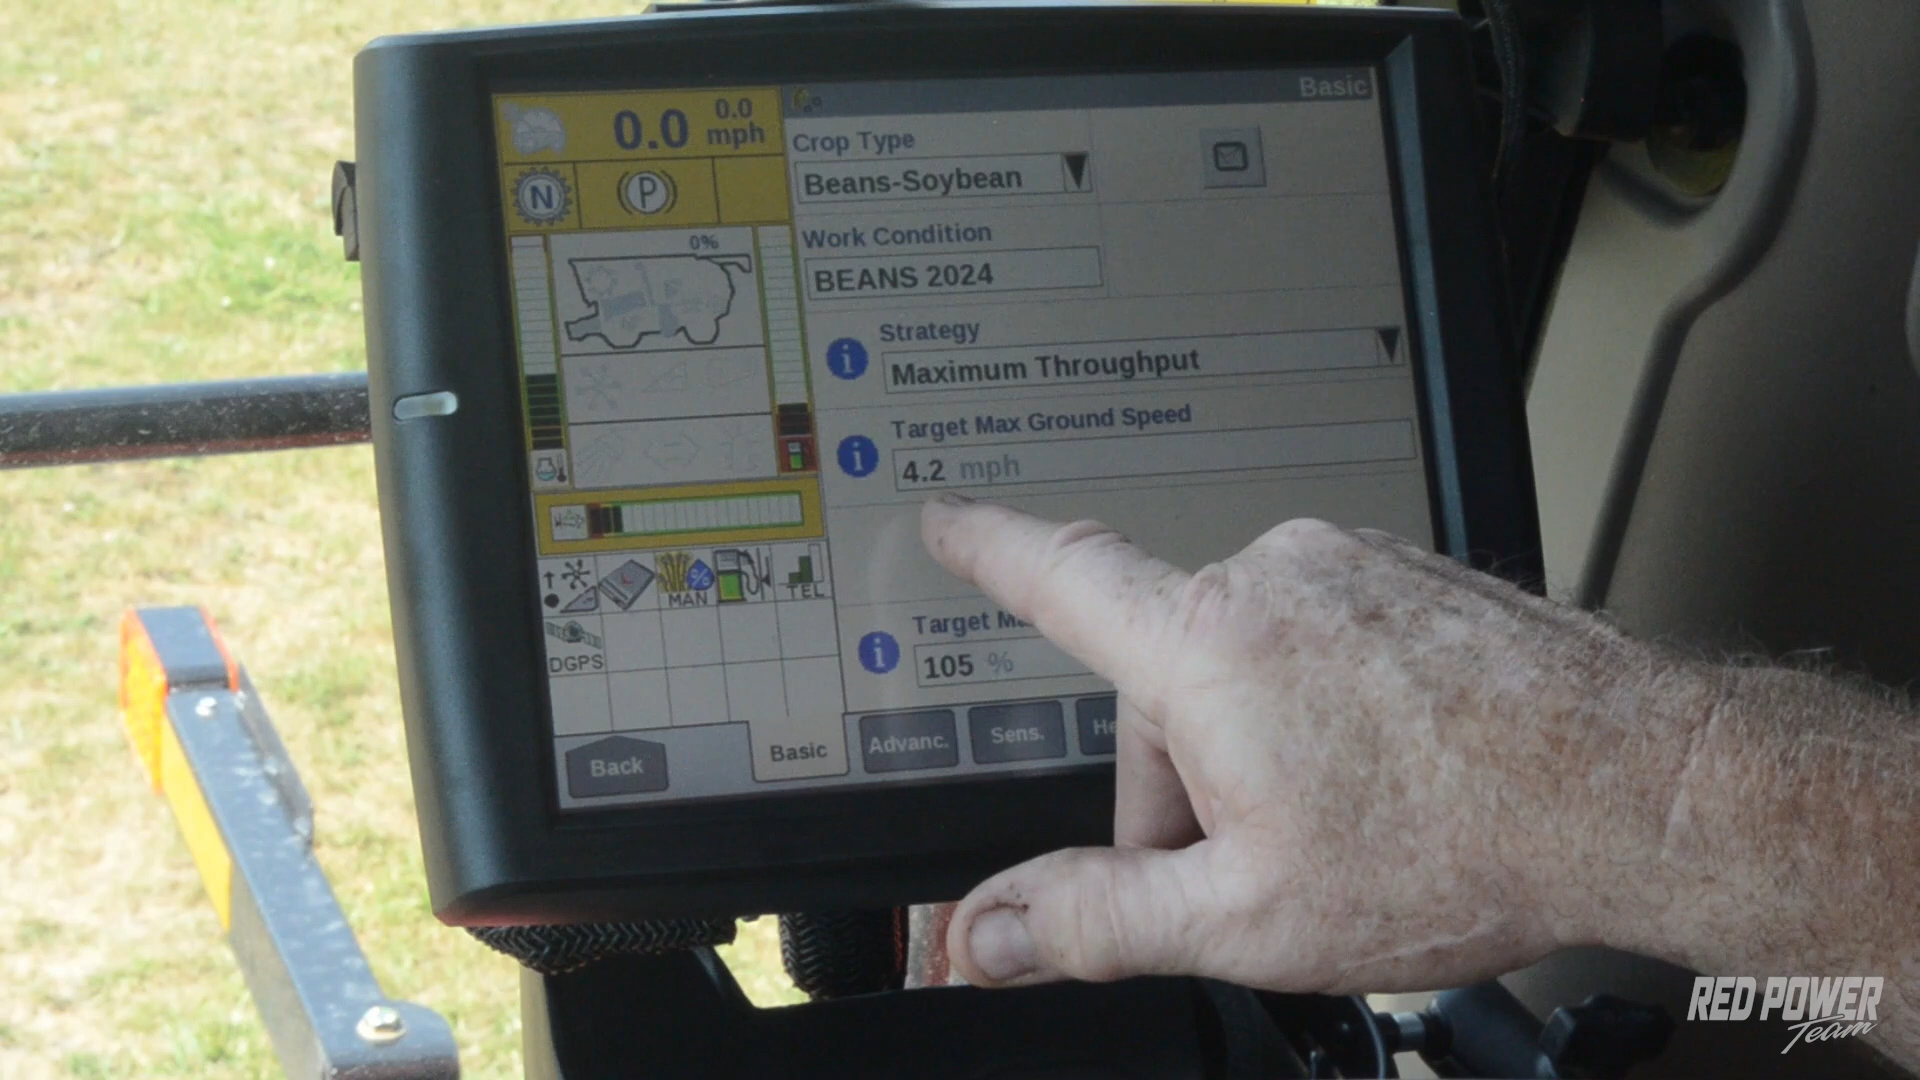 0.0
0.0
mph
Basic
N
P
Crop Type
Beans-Soybean
0%
Work Condition
BEANS 2024
Strategy
i
Maximum Throughput
Target Max Ground Speed
i
4.2 mph
MAN
TEL
DGPS
Target
i
105 %
Back
Basic
Advanc.
Sens.
He
RED POWER
Team